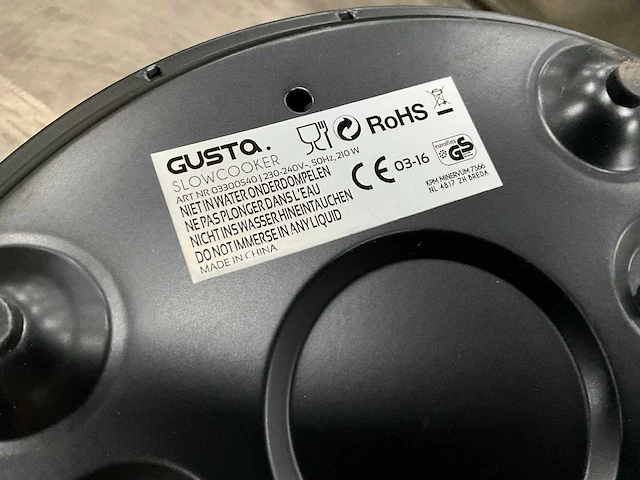 GUSTa.
SLOWCOOKER
ART NR 03300540 | 230-240V~, 50Hz, 210 W
NIET IN WATER ONDERDOMPELEN
NE PAS PLONGER DANS L'EAU
NICHT INS WASSER HINEINTAUCHEN
DO NOT IMMERSE IN ANY LIQUID
MADE IN CHINA
RoHS
CE 03-16
eurofins
GS
KPM MINERVUM 7366
NL 4817 ZH BREDA